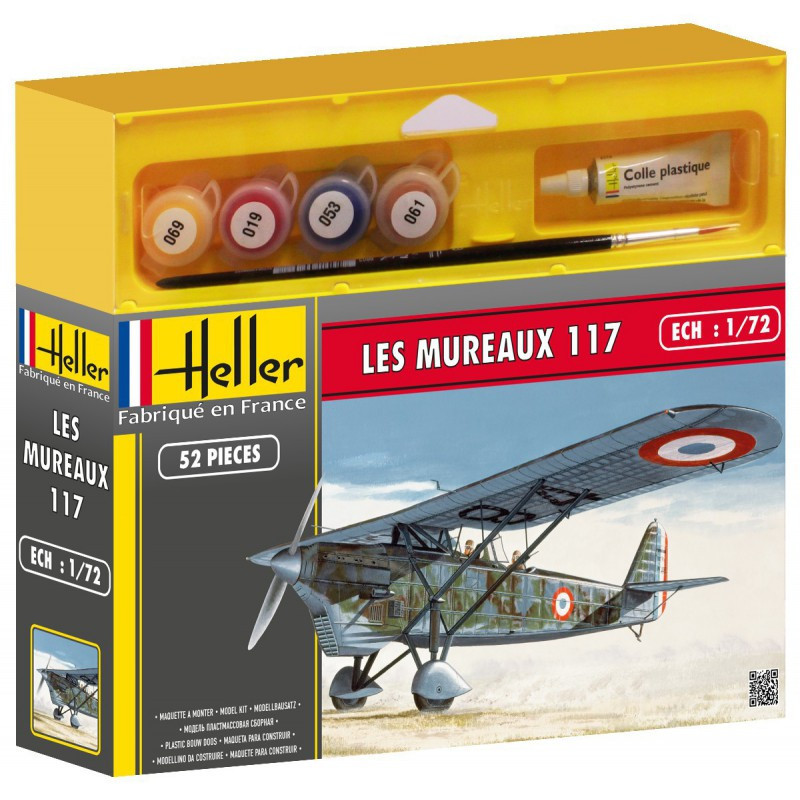 069
019
053
061
Heller
Colle plastique
Heller
Fabriqué en France
LES
MUREAUX
117
ECH : 1/72
Heller
Fabriqué en France
52 PIECES
LES MUREAUX 117
ECH : 1/72
• MAQUETTE A MONTER • MODEL KIT • MODELLBAUSATZ •
• МОДЕЛЬ ПЛАСТМАССОВАЯ СБОРНАЯ •
• PLASTIC BOUW DOOS • MAQUETA PARA CONSTRUIR •
• MODELLINO DA COSTRUIRE • MAQUETE PARA CONSTRUIR •